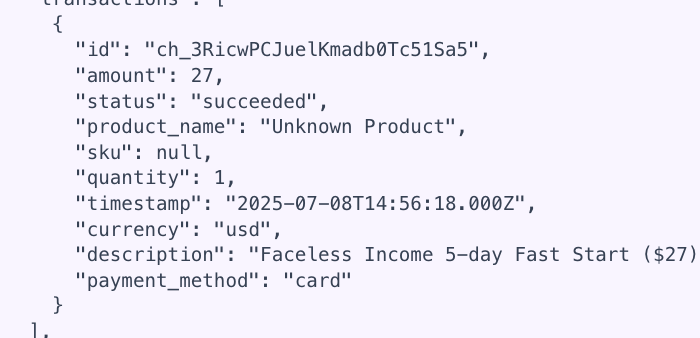 "transactions": [
{
"id": "ch_3RicwPCJuelKmadb0Tc51Sa5",
"amount": 27,
"status": "succeeded",
"product_name": "Unknown Product",
"sku": null,
"quantity": 1,
"timestamp": "2025-07-08T14:56:18.000Z",
"currency": "usd",
"description": "Faceless Income 5-day Fast Start ($27)
"payment_method": "card"
}
],